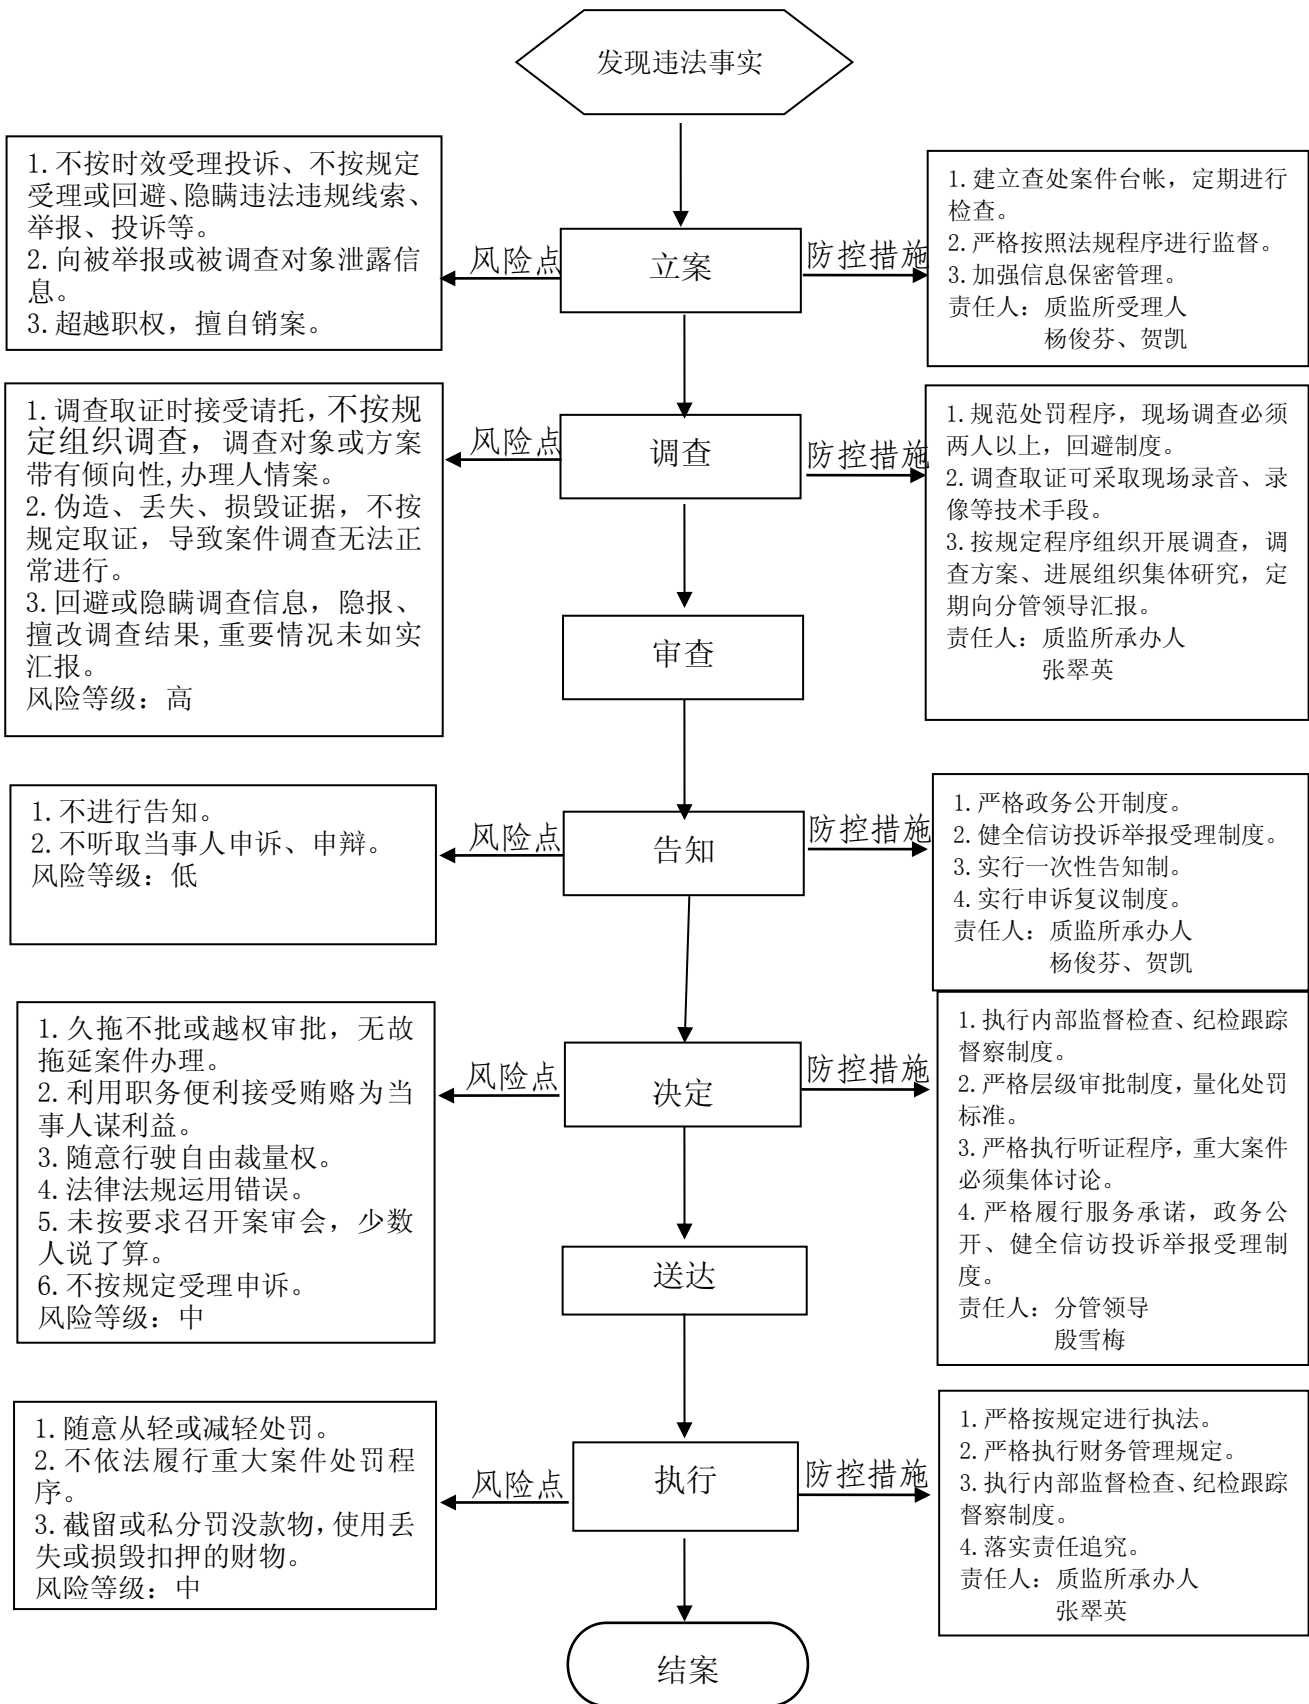 发现违法事实
1.不按时效受理投诉、不按规定
受理或回避、隐瞒违法违规线索、
举报、投诉等。
2.向被举报或被调查对象泄露信
息。
3.超越职权，擅自销案。
风险点
立案
防控措施
1.建立查处案件台帐，定期进行
检查。
2.严格按照法规程序进行监督。
3.加强信息保密管理。
责任人：质监所受理人
杨俊芬、贺凯
1.调查取证时接受请托，不按规
定组织调查，调查对象或方案
带有倾向性,办理人情案。
2.伪造、丢失、损毁证据，不按
规定取证，导致案件调查无法正
常进行。
3.回避或隐瞒调查信息，隐报、
擅改调查结果,重要情况未如实
汇报。
风险等级：高
风险点
调查
防控措施
1.规范处罚程序，现场调查必须
两人以上，回避制度。
2.调查取证可采取现场录音、录
像等技术手段。
3.按规定程序组织开展调查，调
查方案、进展组织集体研究，定
期向分管领导汇报。
责任人：质监所承办人
张翠英
审查
1.不进行告知。
2.不听取当事人申诉、申辩。
风险等级：低
风险点
告知
防控措施
1.严格政务公开制度。
2.健全信访投诉举报受理制度。
3.实行一次性告知制。
4.实行申诉复议制度。
责任人：质监所承办人
杨俊芬、贺凯
1.久拖不批或越权审批，无故
拖延案件办理。
2.利用职务便利接受贿赂为当
事人谋利益。
3.随意行驶自由裁量权。
4.法律法规运用错误。
5.未按要求召开案审会，少数
人说了算。
6.不按规定受理申诉。
风险等级：中
风险点
决定
防控措施
1.执行内部监督检查、纪检跟踪
督察制度。
2.严格层级审批制度，量化处罚
标准。
3.严格执行听证程序，重大案件
必须集体讨论。
4.严格履行服务承诺，政务公
开、健全信访投诉举报受理制
度。
责任人：分管领导
殷雪梅
送达
1.随意从轻或减轻处罚。
2.不依法履行重大案件处罚程
序。
3.截留或私分罚没款物，使用丢
失或损毁扣押的财物。
风险等级：中
风险点
执行
防控措施
1.严格按规定进行执法。
2.严格执行财务管理规定。
3.执行内部监督检查、纪检跟踪
督察制度。
4.落实责任追究。
责任人：质监所承办人
张翠英
结案